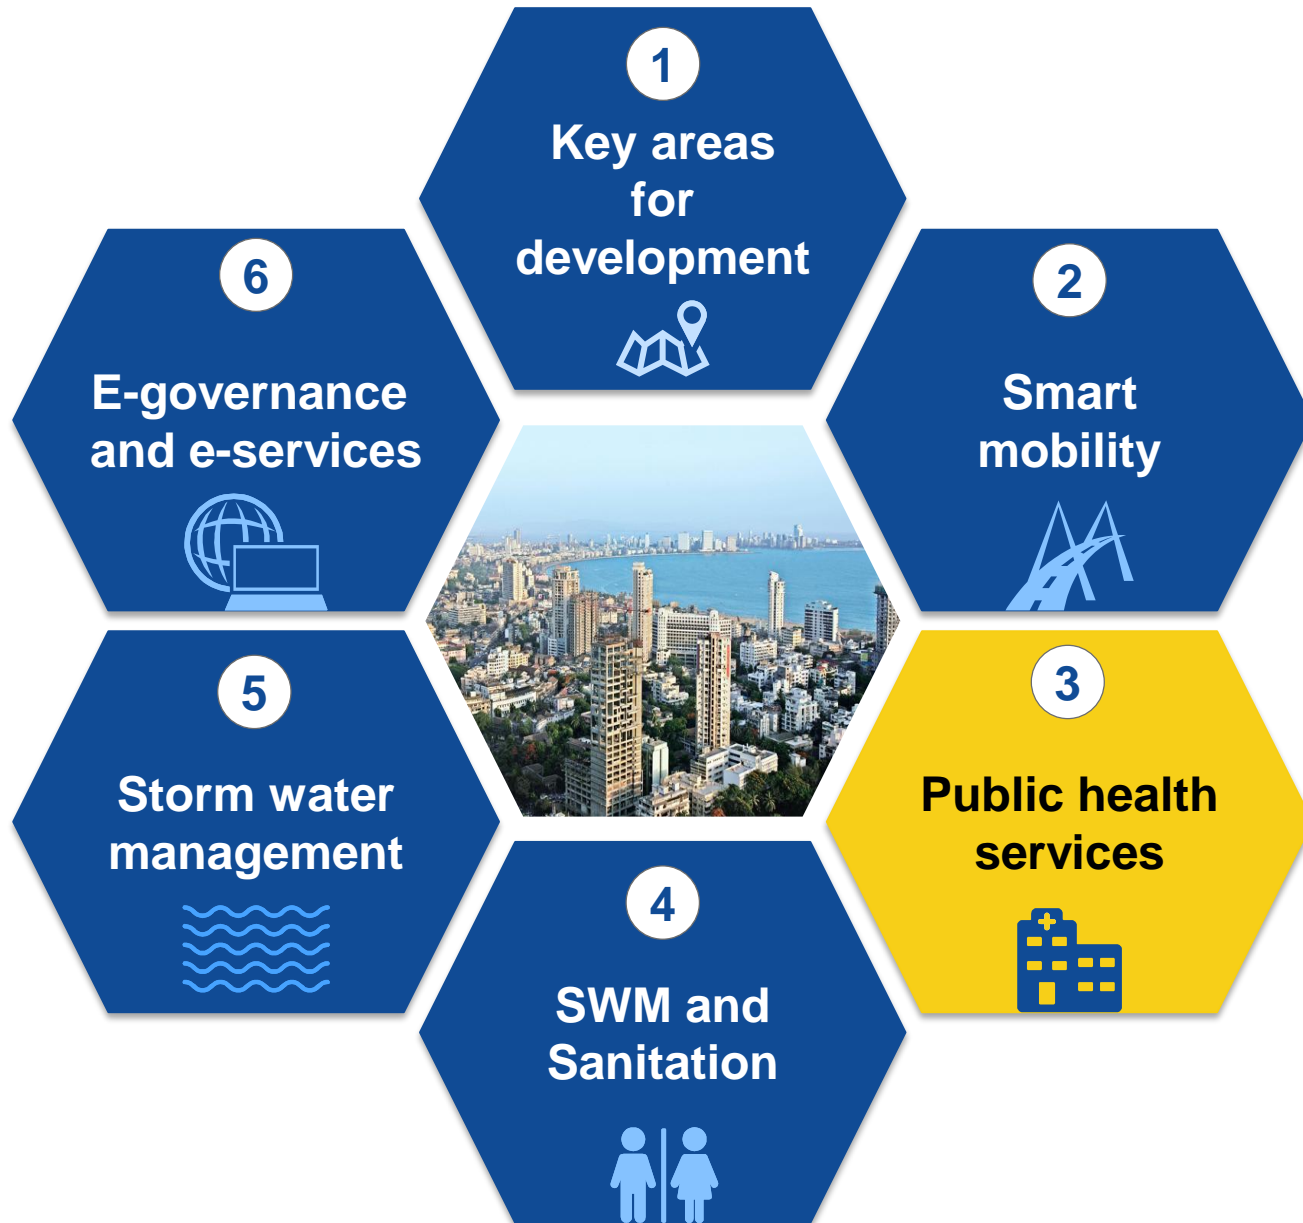 1
Key areas
for
development
2
Smart
mobility
3
Public health
services
4
SWM and
Sanitation
5
Storm water
management
6
E-governance
and e-services